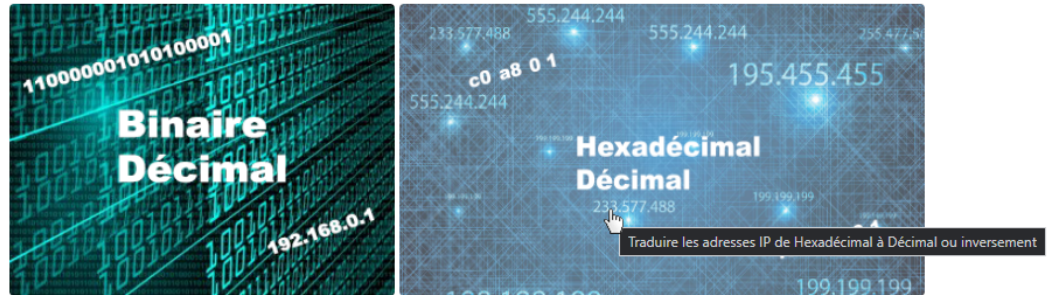 110000001010100001
Binaire
Décimal
192.168.0.1
555.244.244
233.577.488
555.244.244
c0 a8 0 1
195.455.455
555.244.244
Hexadécimal
Décimal
199.199.199
233.577.488
Traduire les adresses IP de Hexadécimal à Décimal ou inversement
199.199.199